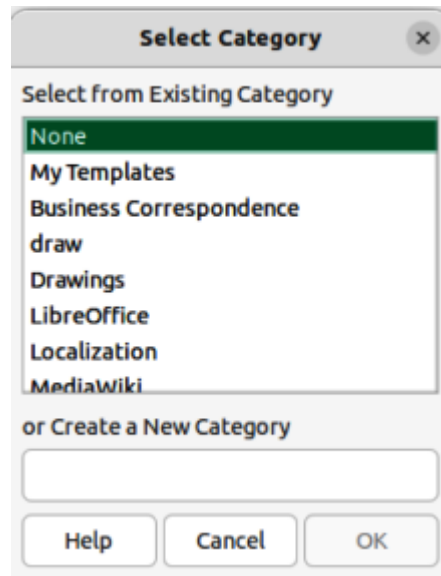 Select Category
Select from Existing Category
None
My Templates
Business Correspondence
draw
Drawings
LibreOffice
Localization
MediaWiki
or Create a New Category
Help Cancel OK